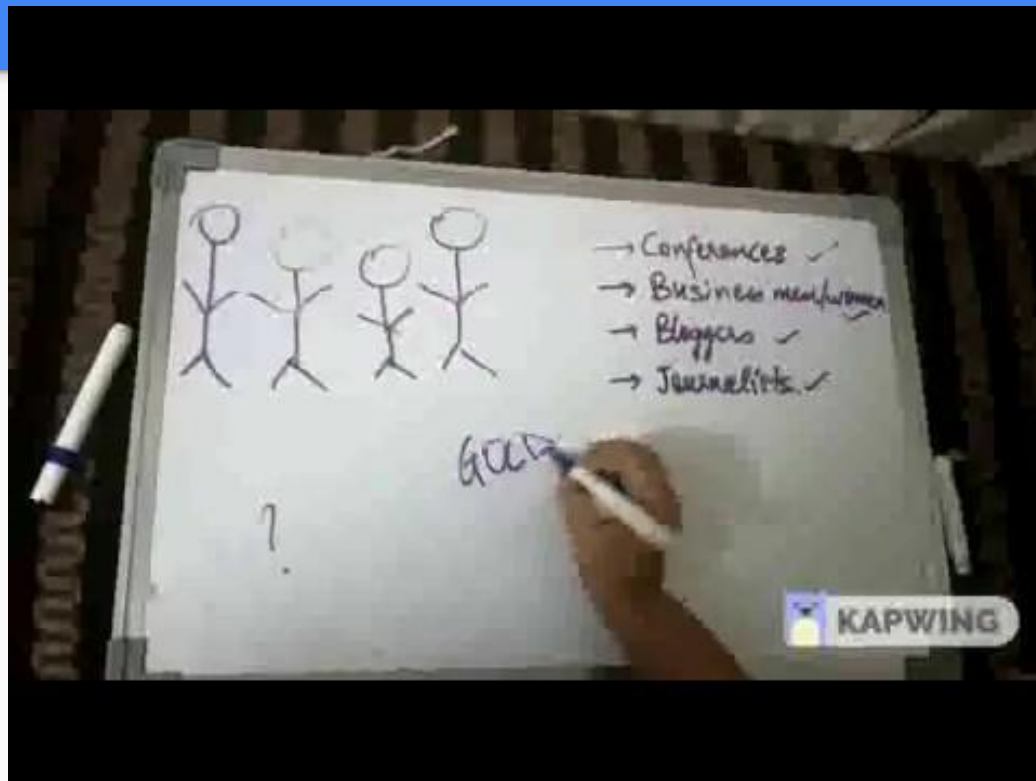 → Conferences ✓
→ Business men/women ✓
→ Bloggers ✓
→ Journalists ✓
?
KAPWING